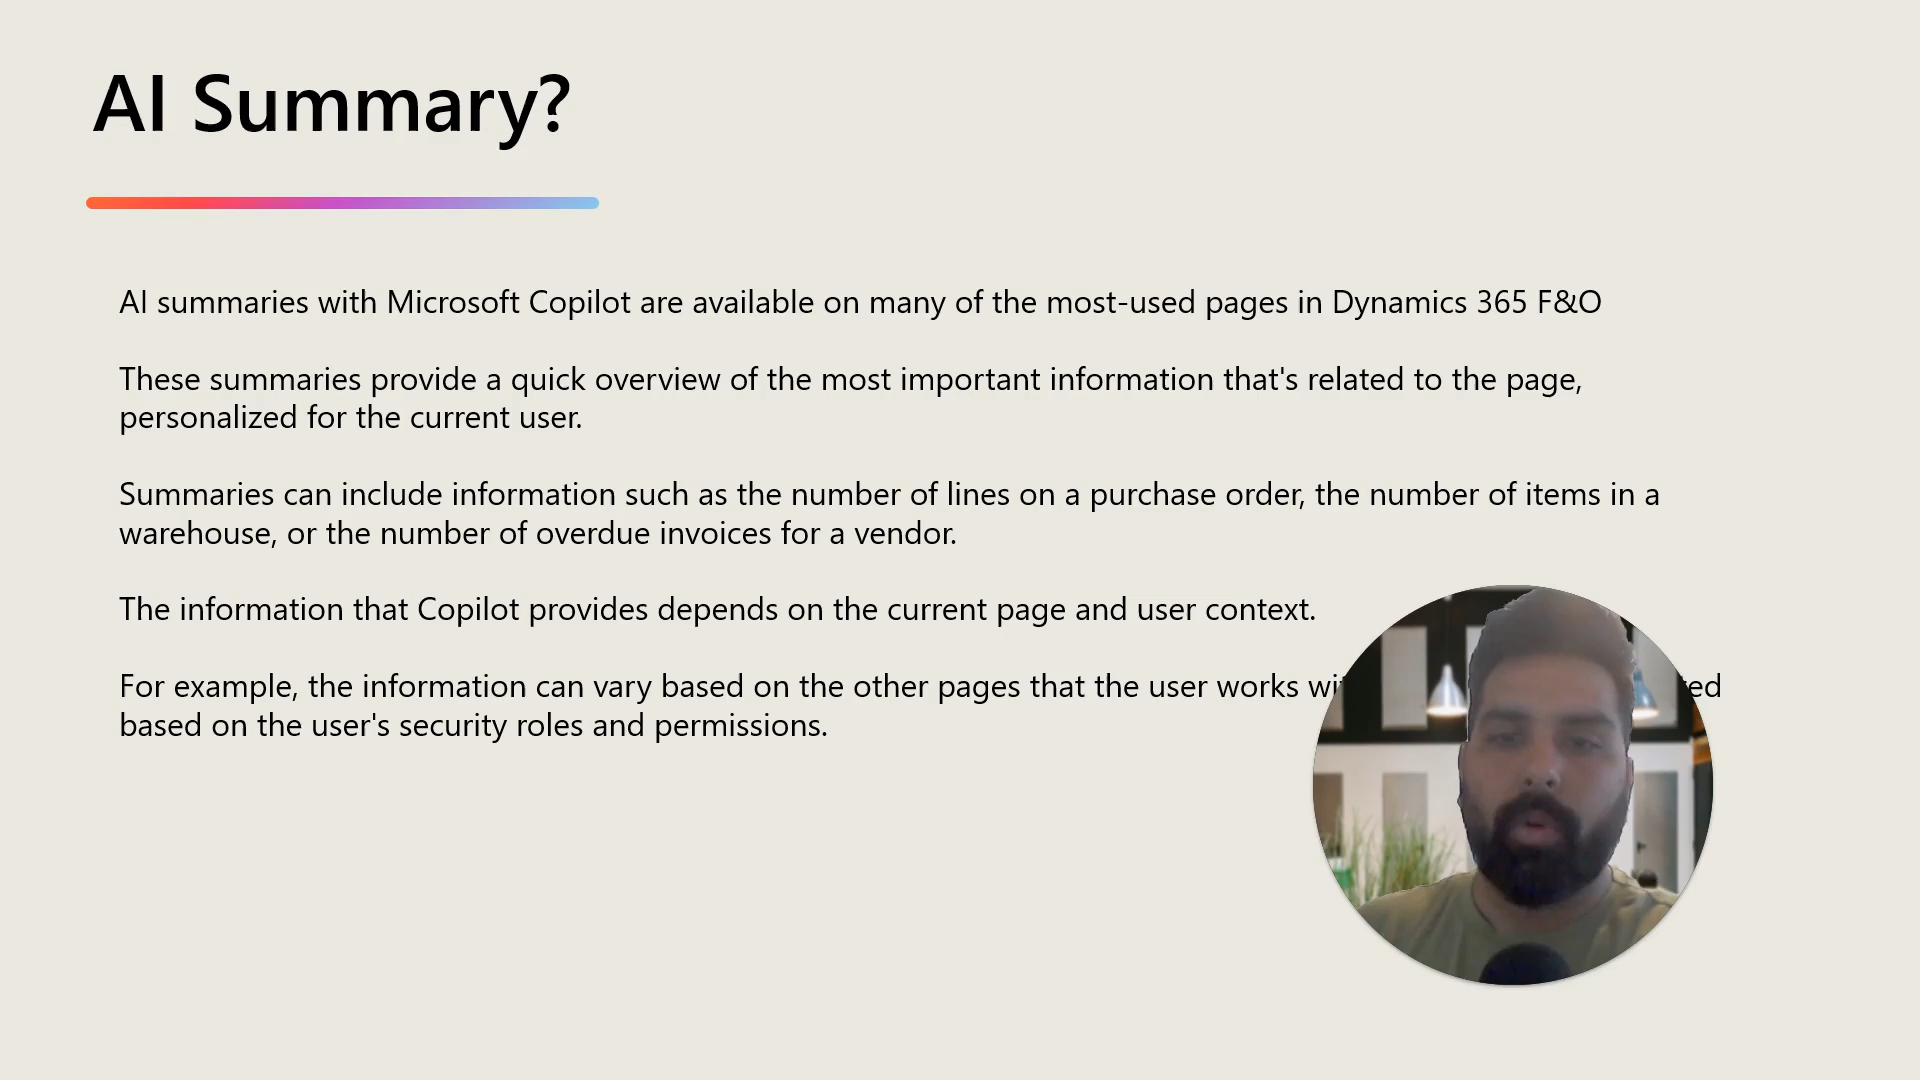 AI Summary?
AI summaries with Microsoft Copilot are available on many of the most-used pages in Dynamics 365 F&O
These summaries provide a quick overview of the most important information that's related to the page,
personalized for the current user.
Summaries can include information such as the number of lines on a purchase order, the number of items in a
warehouse, or the number of overdue invoices for a vendor.
The information that Copilot provides depends on the current page and user context.
For example, the information can vary based on the other pages that the user works
based on the user's security roles and permissions.